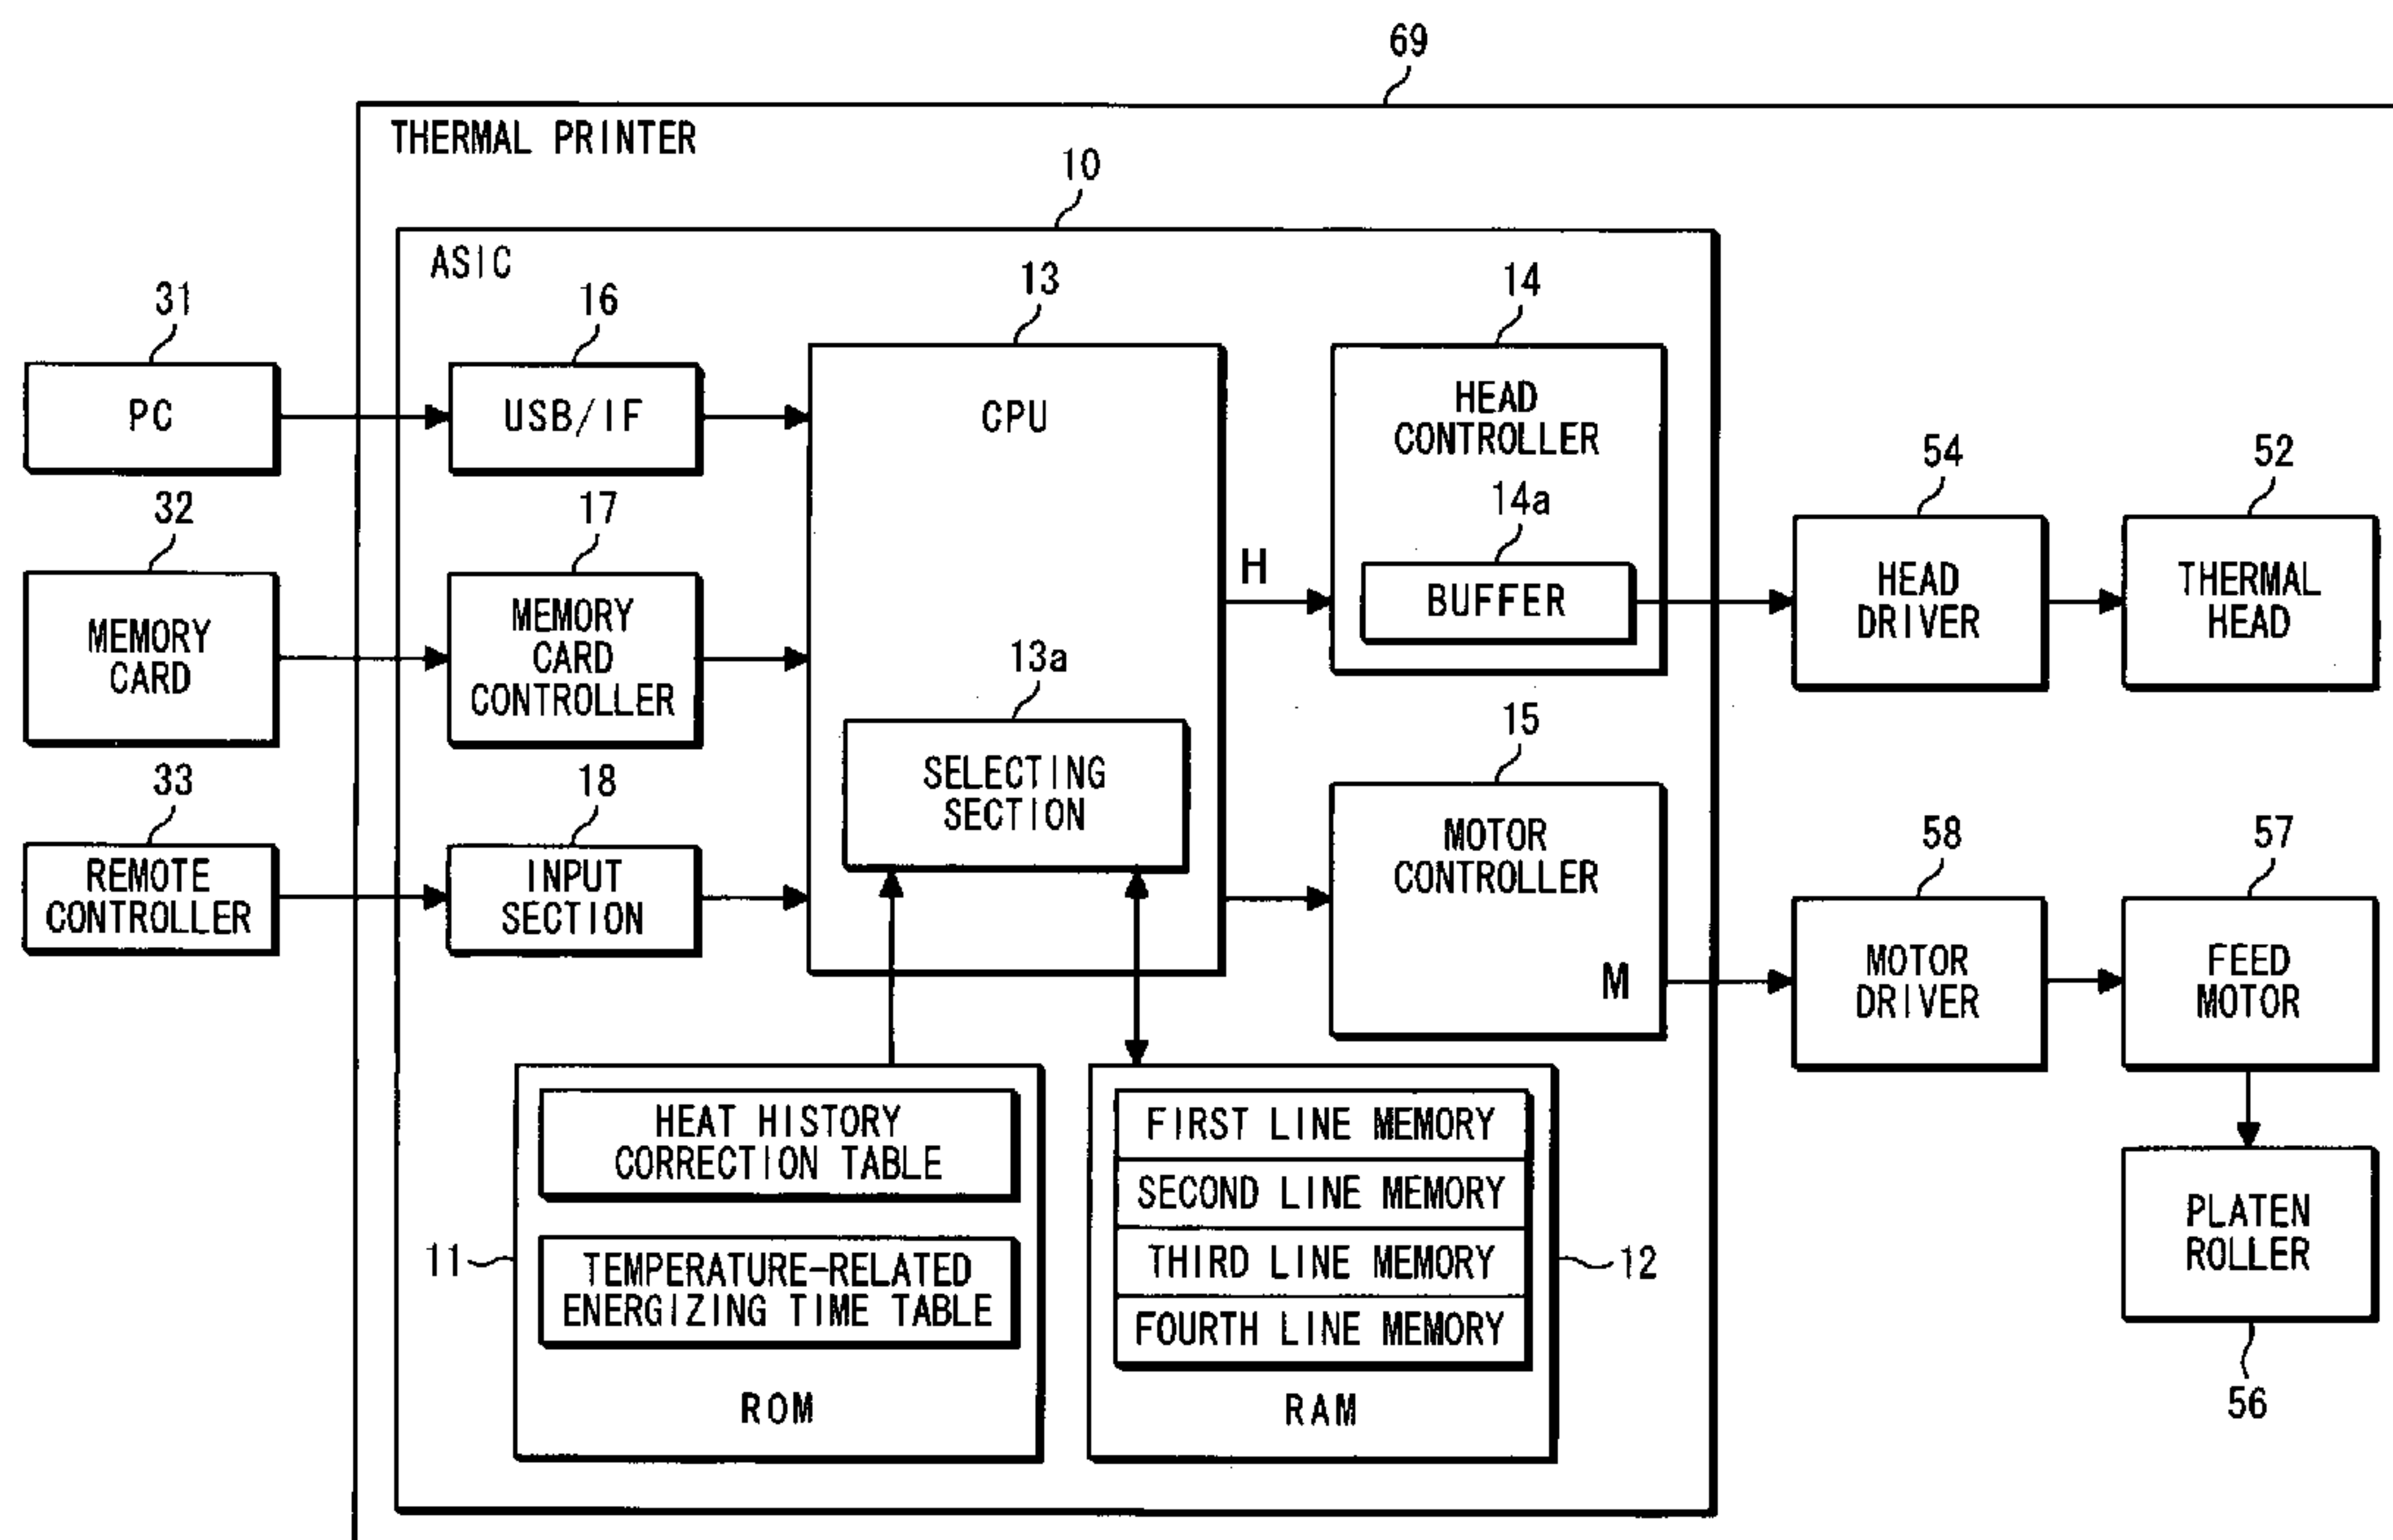 69
THERMAL PRINTER
10
ASIC
31
PC
16
USB/IF
13
CPU
14
HEAD
CONTROLLER
14a
BUFFER
H
54
HEAD
DRIVER
52
THERMAL
HEAD
32
MEMORY
CARD
17
MEMORY
CARD
CONTROLLER
13a
SELECTING
SECTION
15
MOTOR
CONTROLLER
M
33
REMOTE
CONTROLLER
18
INPUT
SECTION
58
MOTOR
DRIVER
57
FEED
MOTOR
11
HEAT HISTORY
CORRECTION TABLE
TEMPERATURE-RELATED
ENERGIZING TIME TABLE
ROM
FIRST LINE MEMORY
SECOND LINE MEMORY
THIRD LINE MEMORY
FOURTH LINE MEMORY
RAM
12
PLATEN
ROLLER
56